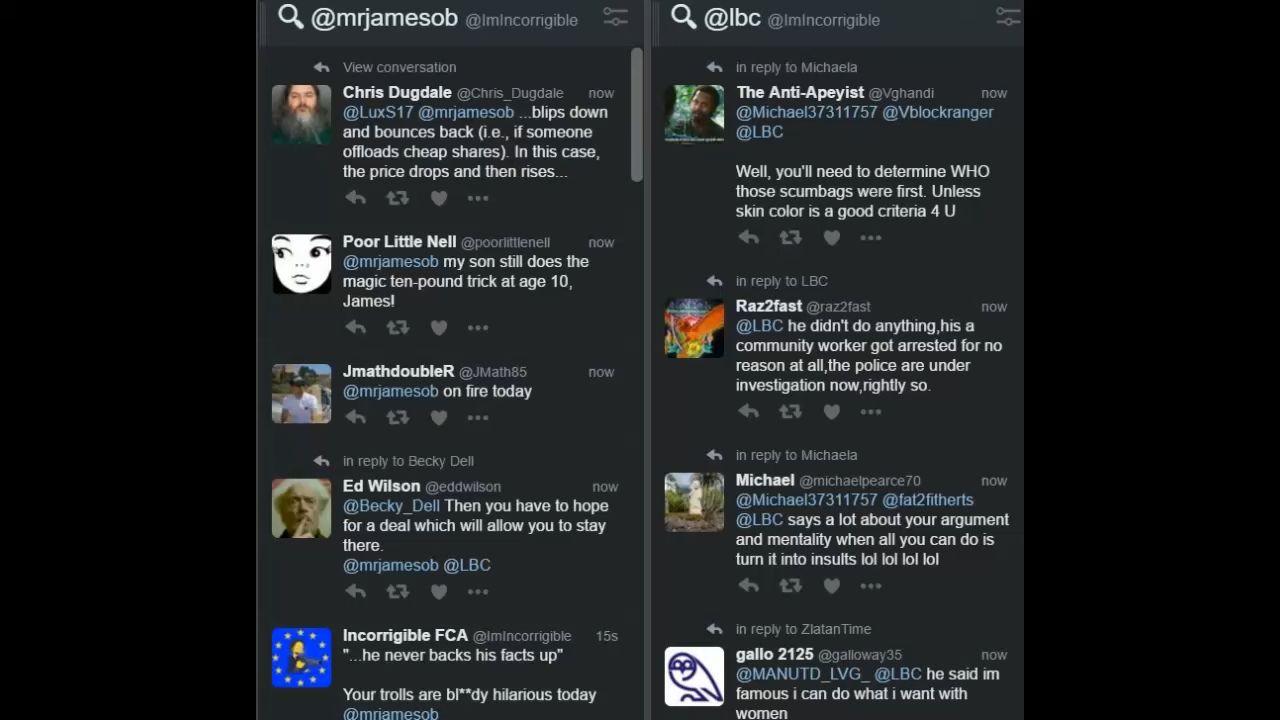 @mrjamesob @ImIncorrigible
View conversation
Chris Dugdale @Chris_Dugdale now
@LuxS17 @mrjamesob ...blips down
and bounces back (i.e., if someone
offloads cheap shares). In this case,
the price drops and then rises...
Poor Little Nell @poorlittlenell now
@mrjamesob my son still does the
magic ten-pound trick at age 10,
James!
JmathdoubleR @JMath85 now
@mrjamesob on fire today
in reply to Becky Dell
Ed Wilson @eddwilson now
@Becky_Dell Then you have to hope
for a deal which will allow you to stay
there.
@mrjamesob @LBC
Incorrigible FCA @ImIncorrigible 15s
"...he never backs his facts up"
Your trolls are bl**dy hilarious today
@mrjamesob
@lbc @ImIncorrigible
in reply to Michaela
The Anti-Apeyist @Vghandi now
@Michael37311757 @Vblockranger
@LBC
Well, you'll need to determine WHO
those scumbags were first. Unless
skin color is a good criteria 4 U
in reply to LBC
Raz2fast @raz2fast now
@LBC he didn't do anything,his a
community worker got arrested for no
reason at all,the police are under
investigation now,rightly so.
in reply to Michaela
Michael @michaelpearce70 now
@Michael37311757 @fat2fitherts
@LBC says a lot about your argument
and mentality when all you can do is
turn it into insults lol lol lol lol
in reply to ZlatanTime
gallo 2125 @galloway35 now
@MANUTD_LVG_ @LBC he said im
famous i can do what i want with
women